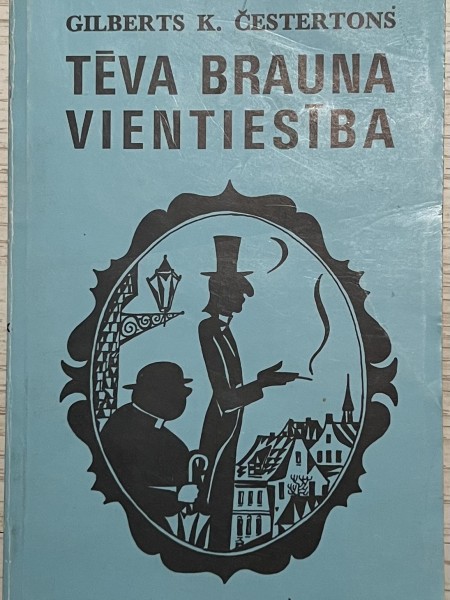 GILBERTS K. ČESTERTONS
TĒVA BRAUNA
VIENTIESĪBA